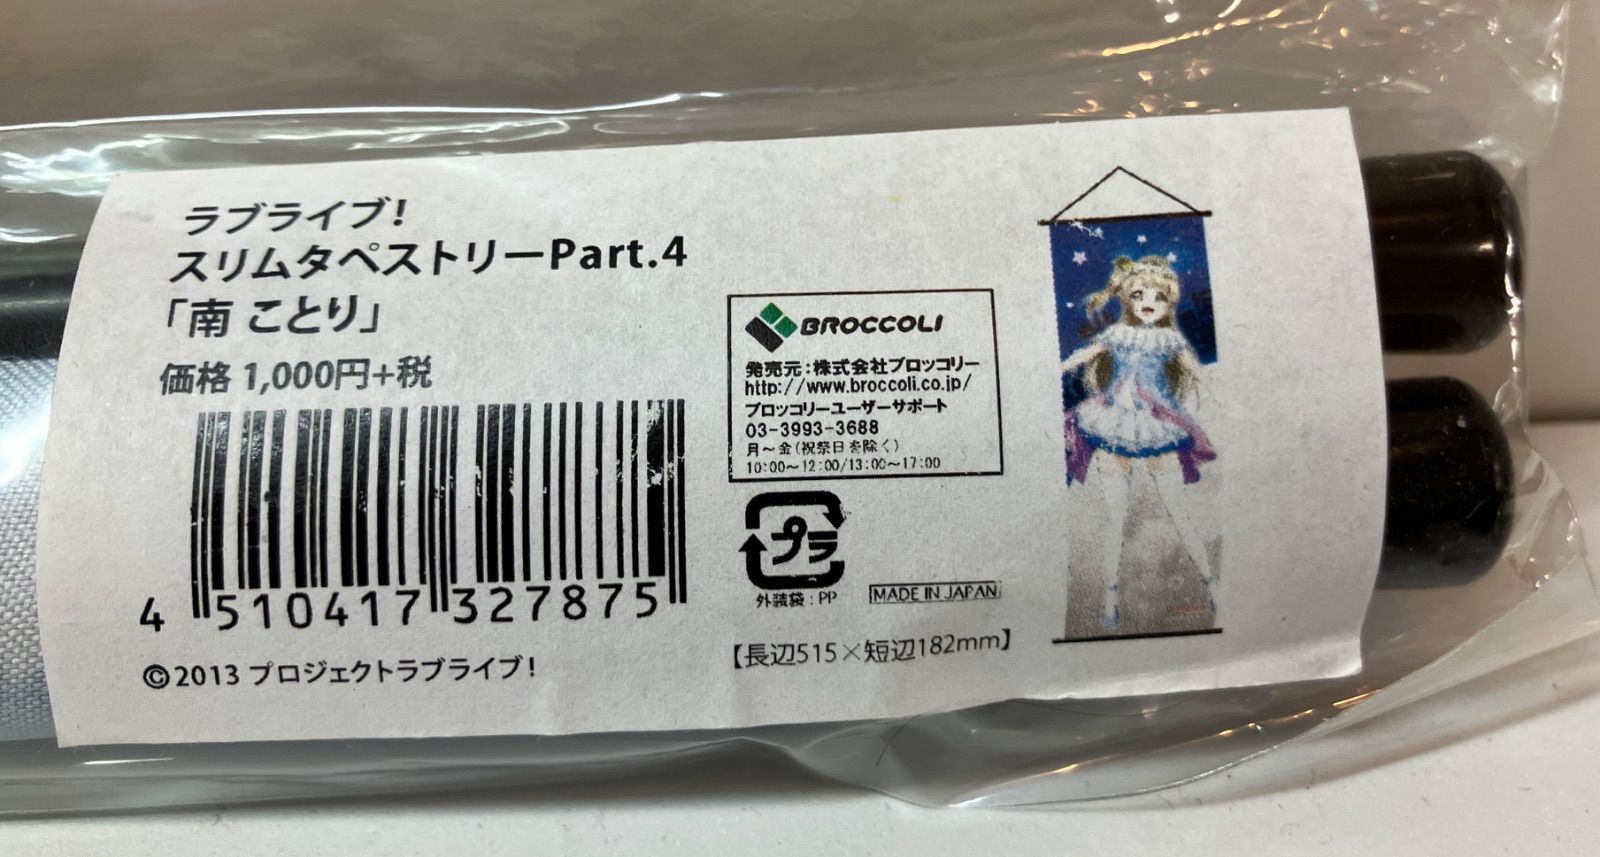 ラブライブ!
スリムタペストリーPart.4
「南 ことり」
価格 1,000円+税
4 510417 327875
©2013 プロジェクトラブライブ!
BROCCOLI
発売元:株式会社ブロッコリー
http://www.broccoli.co.jp/
ブロッコリーユーザーサポート
03-3993-3688
月～金(祝祭日を除く)
10:00～12:00/13:00～17:00
プラ
外装袋:PP
MADE IN JAPAN
【長辺515×短辺182mm】